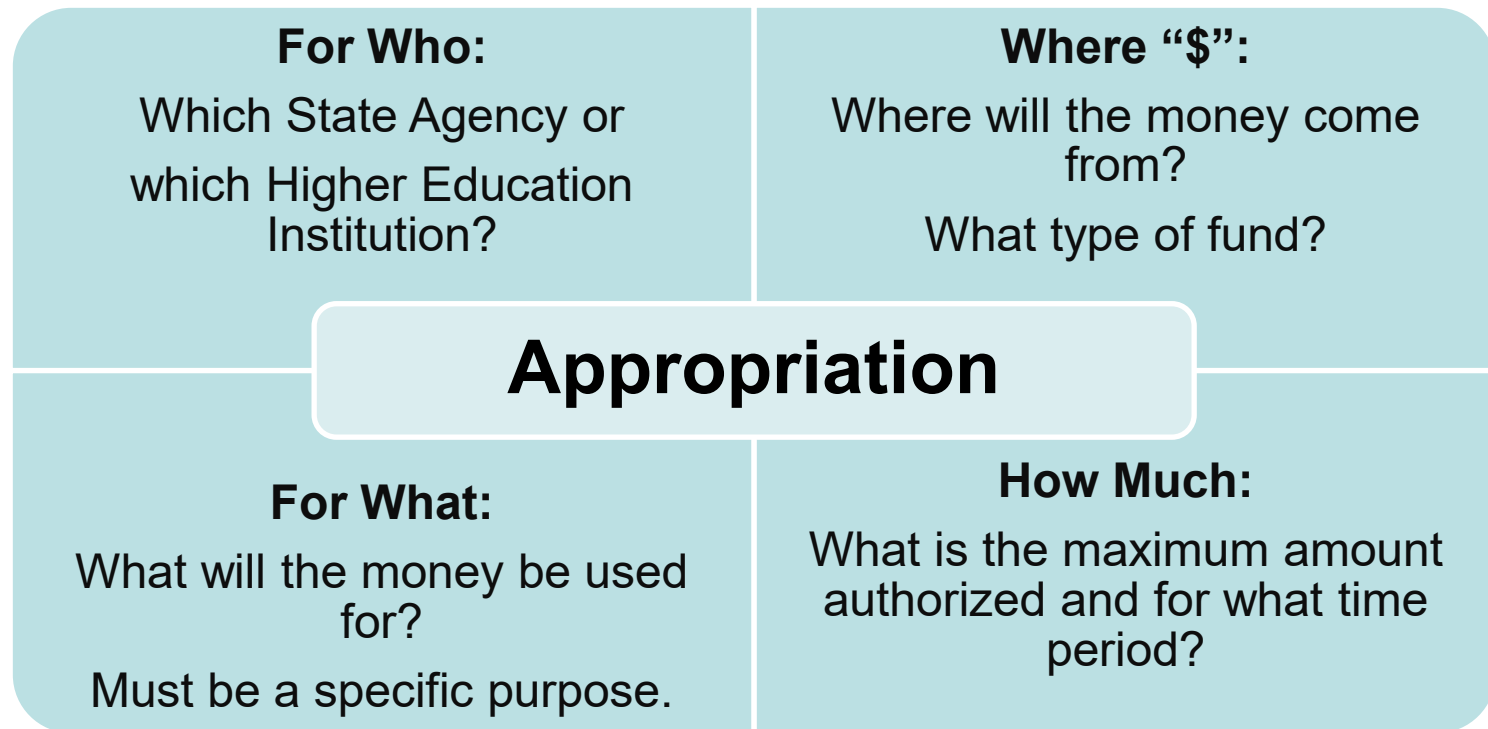 For Who:
Which State Agency or
which Higher Education
Institution?
Where “$”:
Where will the money come
from?
What type of fund?
Appropriation
For What:
What will the money be used
for?
Must be a specific purpose.
How Much:
What is the maximum amount
authorized and for what time
period?